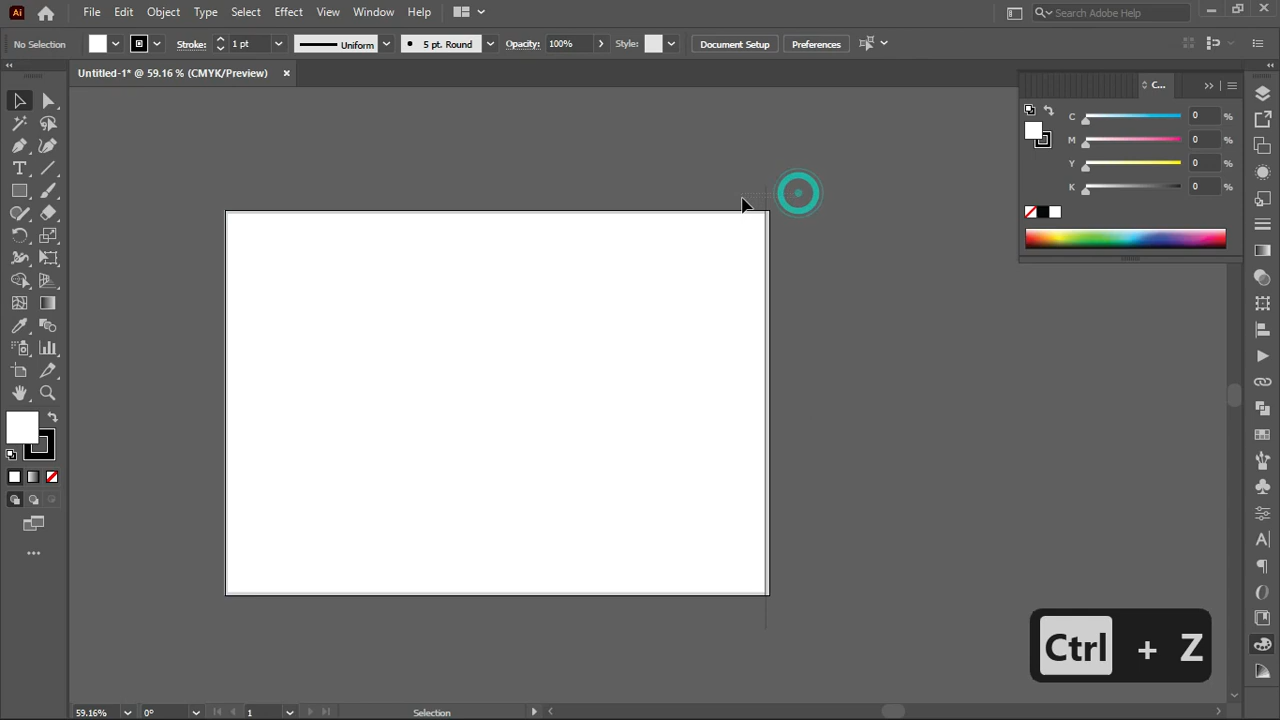 Ai File Edit Object Type Select Effect View Window Help Search Adobe Help
No Selection Stroke: 1 pt Uniform 5 pt. Round Opacity: 100% Style: Document Setup Preferences
Untitled-1* @ 59.16 % (CMYK/Preview)
C...
C 0 %
M 0 %
Y 0 %
K 0 %
Ctrl + Z
59.16% 0° 1 Selection